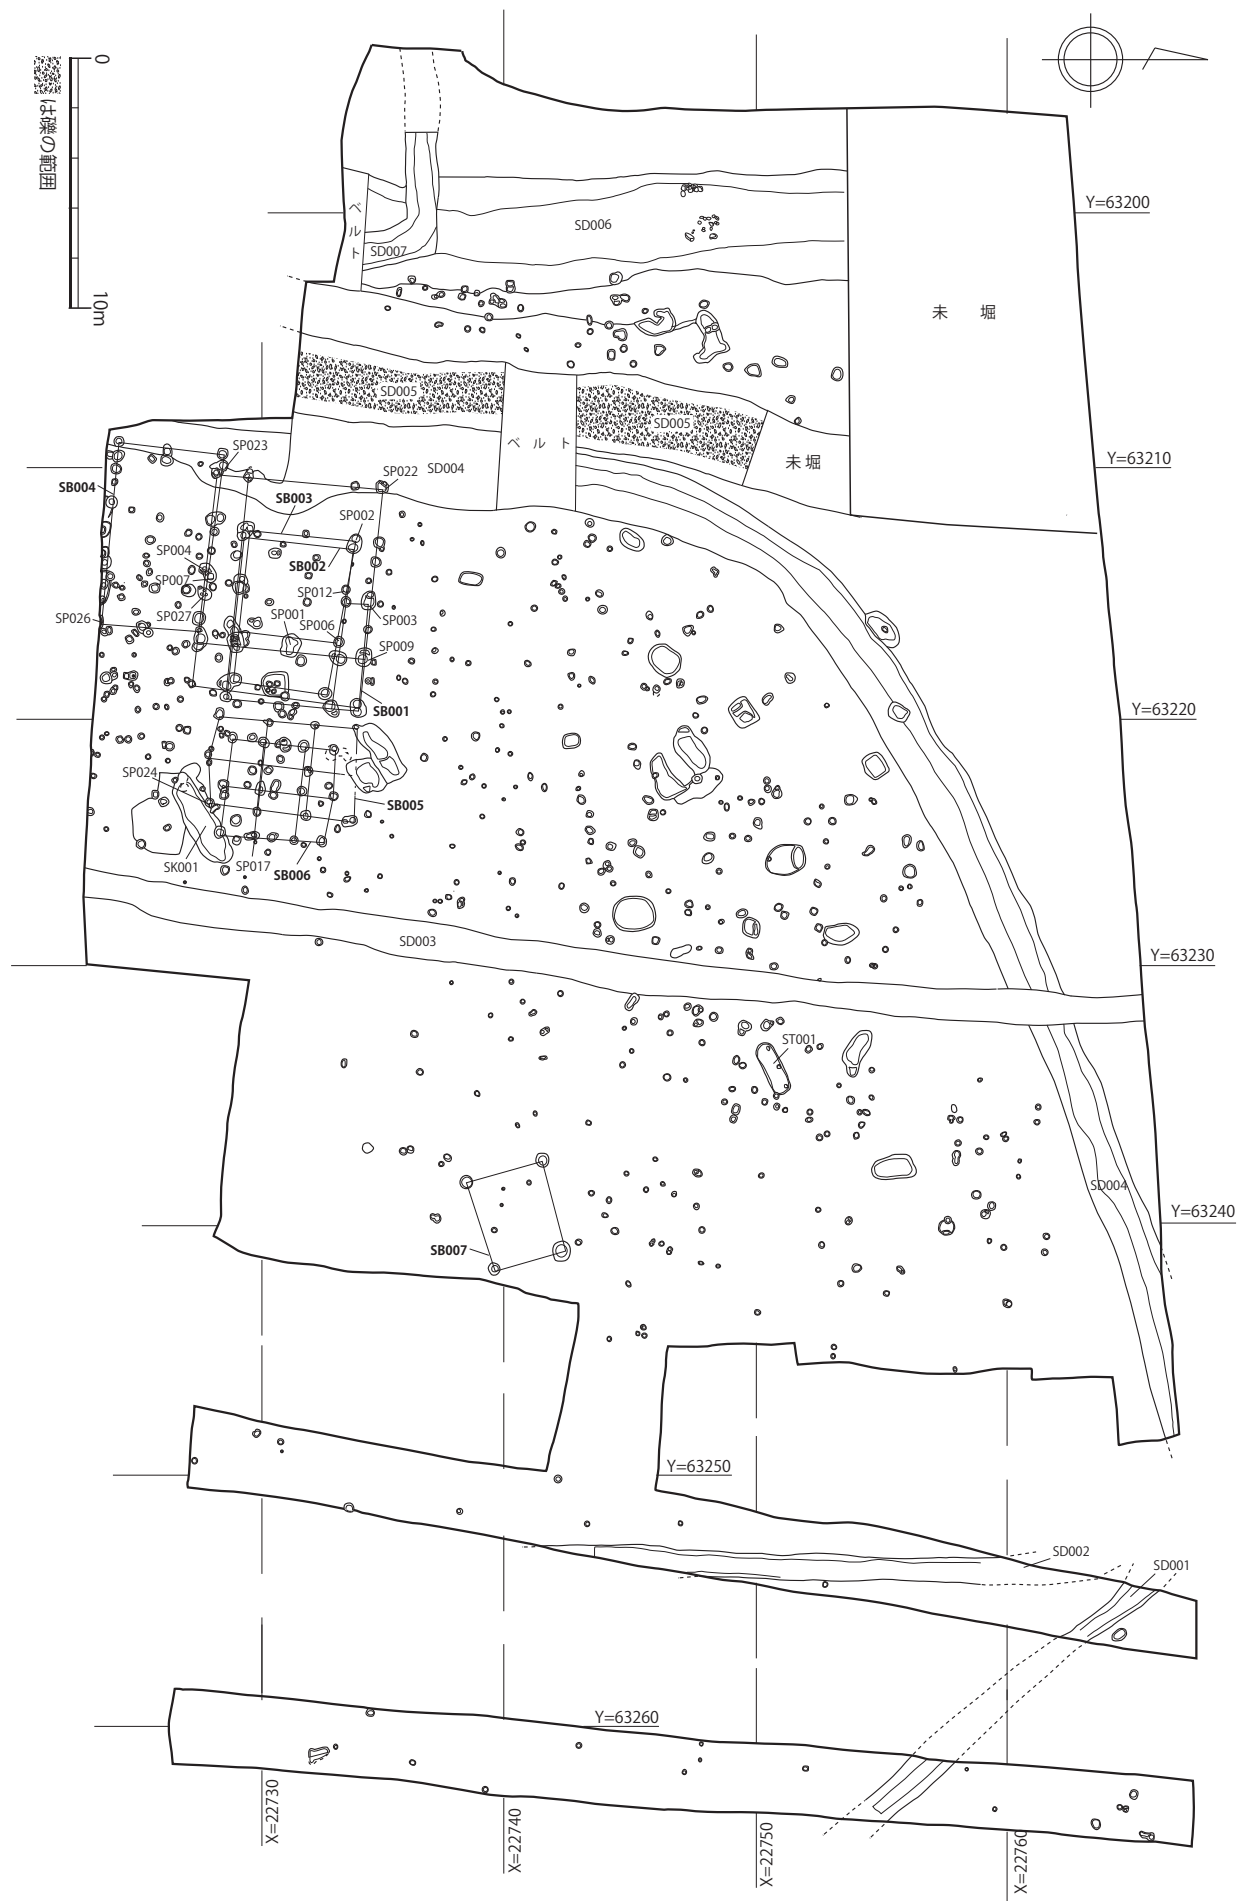 0
10m
は礫の範囲
Y=63200
SD006
ベルト
SD007
未 堀
SD005
SD005
ベルト
未堀
Y=63210
SP023
SD004
SP022
SB004
SB003
SP002
SP004
SB002
SP007
SP012
SP026
SP027
SP001
SP006
SP003
SP009
SB001
Y=63220
SP024
SB005
SK001
SP017
SB006
SD003
Y=63230
ST001
SD004
Y=63240
SB007
Y=63250
SD002
SD001
Y=63260
X=22730
X=22740
X=22750
X=22760